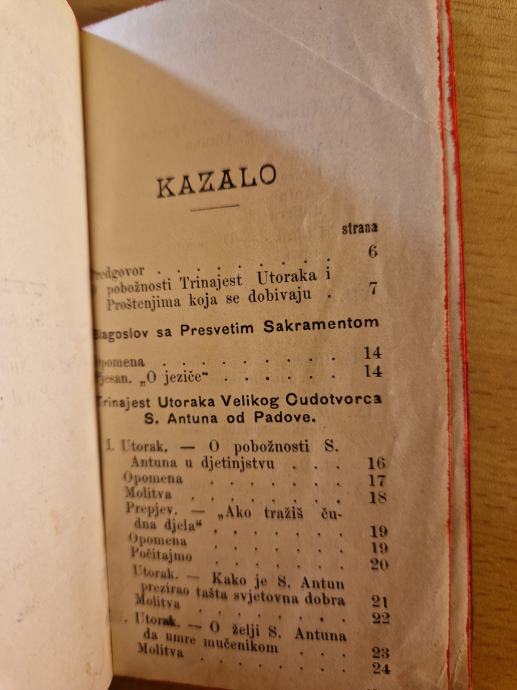 KAZALO
strana
Predgovor . . . . . . . . 6
O pobožnosti Trinajest Utoraka i
Proštenjima koja se dobivaju . 7
Blagoslov sa Presvetim Sakramentom
Opomena . . . . . . . . 14
Pjesan. „O jeziče“ . . . . . . 14
Trinajest Utoraka Velikog Čudotvorca
S. Antuna od Padove.
I. Utorak. — O pobožnosti S.
Antuna u djetinjstvu . . . 16
Opomena . . . . . . . 17
Molitva . . . . . . . 18
Prepjev. — „Ako tražiš ču-
dna djela“ . . . . . . 19
Opomena . . . . . . . 19
Počitajmo . . . . . . 20
Utorak. — Kako je S. Antun
prezirao tašta svjetovna dobra 21
Molitva . . . . . . . 22
. Utorak. — O želji S. Antuna
da umre mučenikom . . . 23
Molitva . . . . . . . 24